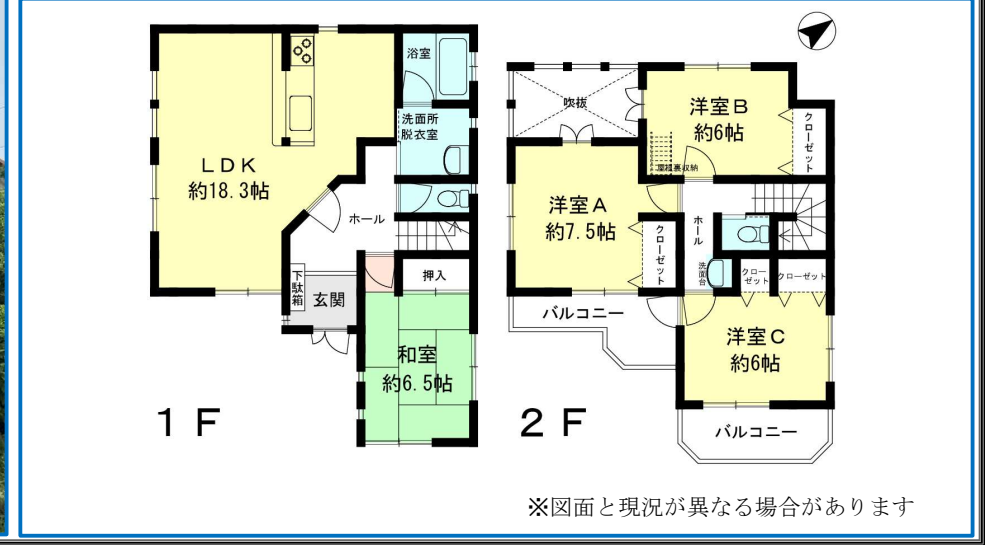 浴室
洗面所
脱衣室
LDK
約18.3帖
ホール
下駄箱
玄関
押入
和室
約6.5帖
1F
吹抜
洋室B
約6帖
クローゼット
屋根裏収納
洋室A
約7.5帖
クローゼット
ホール
洗面台
クロー
ゼット
クローゼット
バルコニー
洋室C
約6帖
バルコニー
2F
※図面と現況が異なる場合があります